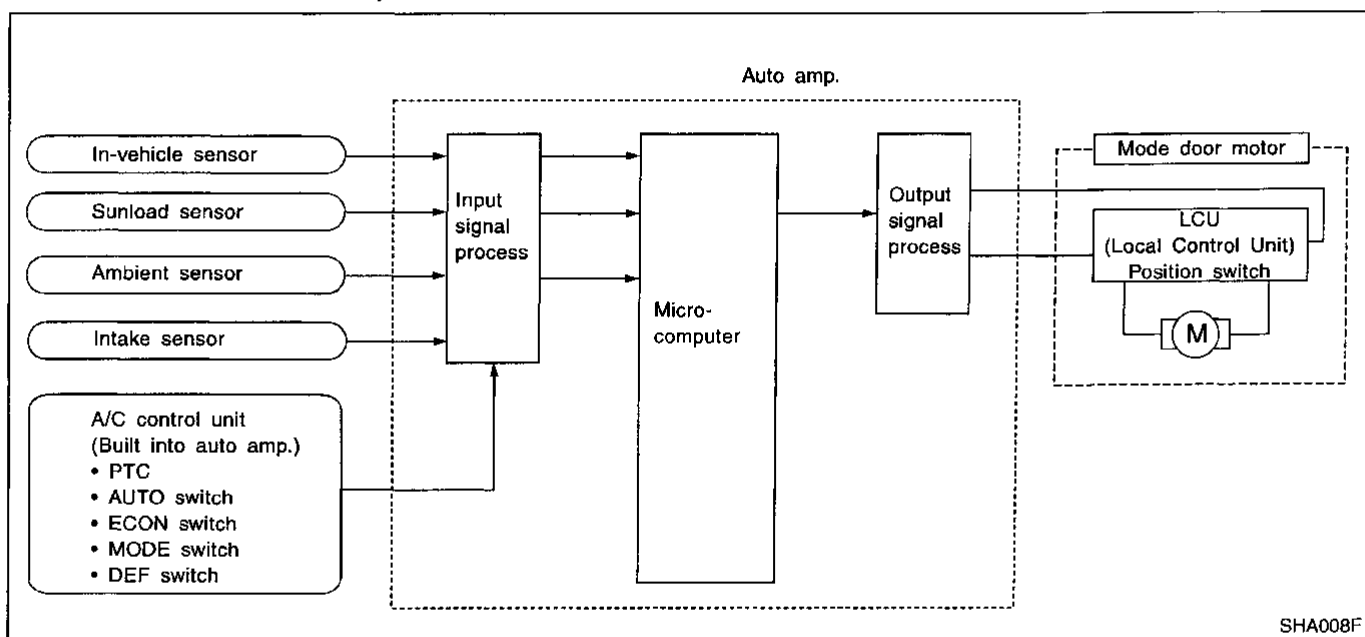 Auto amp.
In-vehicle sensor
Sunload sensor
Ambient sensor
Intake sensor
A/C control unit
(Built into auto amp.)
• PTC
• AUTO switch
• ECON switch
• MODE switch
• DEF switch
Input
signal
process
Micro-
computer
Output
signal
process
Mode door motor
LCU
(Local Control Unit)
Position switch
M
SHA008F